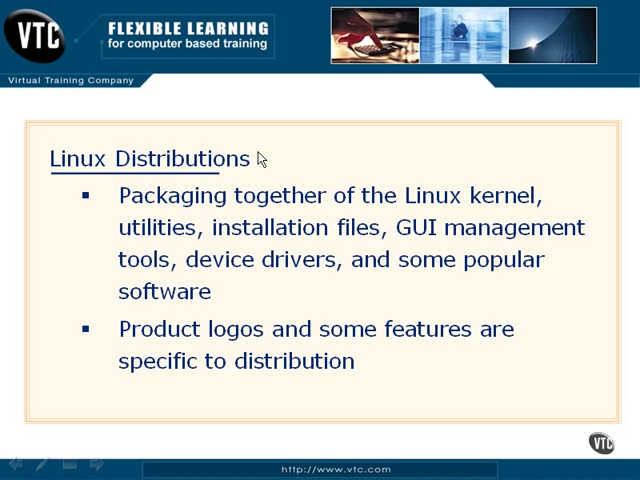 VTC
FLEXIBLE LEARNING
for computer based training
Virtual Training Company
Linux Distributions
▪ Packaging together of the Linux kernel,
utilities, installation files, GUI management
tools, device drivers, and some popular
software
▪ Product logos and some features are
specific to distribution
VTC
http://www.vtc.com